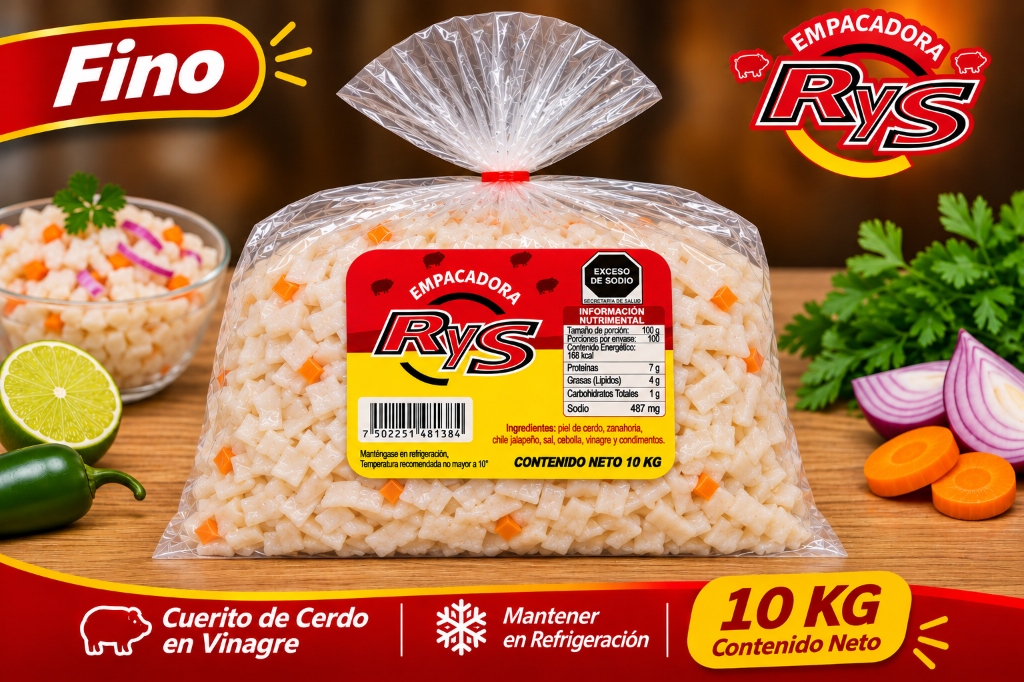 Fino
EMPACADORA
RyS
EMPACADORA
RyS
EXCESO
DE SODIO
SECRETARÍA DE SALUD
INFORMACIÓN
NUTRIMENTAL
Tamaño de porción: 100 g
Porciones por envase: 100
Contenido Energético:
168 kcal
Proteínas 7 g
Grasas (Lípidos) 4 g
Carbohidratos Totales 1 g
Sodio 487 mg
7 502251 481384
Ingredientes: piel de cerdo, zanahoria,
chile jalapeño, sal, cebolla, vinagre y condimentos.
Manténgase en refrigeración,
Temperatura recomendada no mayor a 10°
CONTENIDO NETO 10 KG
Cuerito de Cerdo
en Vinagre
Mantener
en Refrigeración
10 KG
Contenido Neto